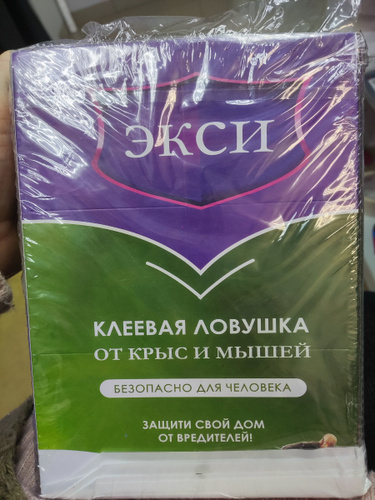 ЭКСИ
КЛЕЕВАЯ ЛОВУШКА
ОТ КРЫС И МЫШЕЙ
БЕЗОПАСНО ДЛЯ ЧЕЛОВЕКА
ЗАЩИТИ СВОЙ ДОМ
ОТ ВРЕДИТЕЛЕЙ!